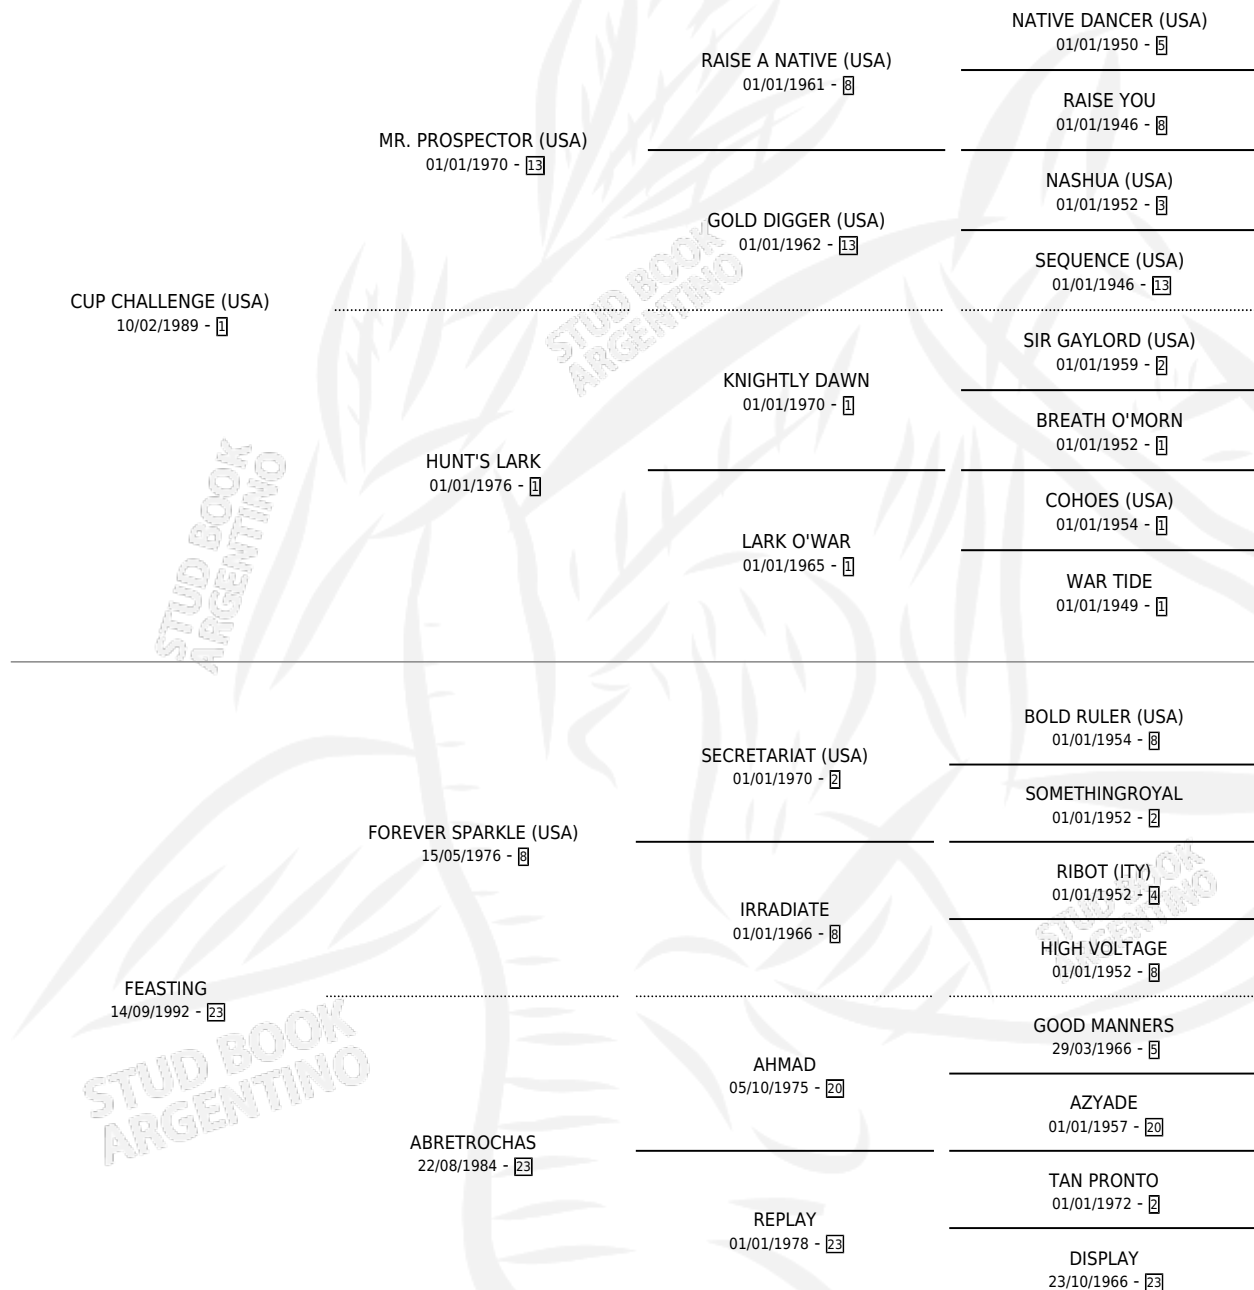 NATIVE DANCER (USA)
01/01/1950 - 5
RAISE A NATIVE (USA)
01/01/1961 - 8
RAISE YOU
01/01/1946 - 8
MR. PROSPECTOR (USA)
01/01/1970 - 13
NASHUA (USA)
01/01/1952 - 3
GOLD DIGGER (USA)
01/01/1962 - 13
SEQUENCE (USA)
01/01/1946 - 13
CUP CHALLENGE (USA)
10/02/1989 - 1
SIR GAYLORD (USA)
01/01/1959 - 2
KNIGHTLY DAWN
01/01/1970 - 1
BREATH O'MORN
01/01/1952 - 1
HUNT'S LARK
01/01/1976 - 1
COHOES (USA)
01/01/1954 - 1
LARK O'WAR
01/01/1965 - 1
WAR TIDE
01/01/1949 - 1
BOLD RULER (USA)
01/01/1954 - 8
SECRETARIAT (USA)
01/01/1970 - 2
SOMETHINGROYAL
01/01/1952 - 2
FOREVER SPARKLE (USA)
15/05/1976 - 8
RIBOT (ITY)
01/01/1952 - 4
IRRADIATE
01/01/1966 - 8
HIGH VOLTAGE
01/01/1952 - 8
FEASTING
14/09/1992 - 23
GOOD MANNERS
29/03/1966 - 5
AHMAD
05/10/1975 - 20
AZYADE
01/01/1957 - 20
ABRETROCHAS
22/08/1984 - 23
TAN PRONTO
01/01/1972 - 2
REPLAY
01/01/1978 - 23
DISPLAY
23/10/1966 - 23
STUD BOOK
ARGENTINO
STUD BOOK
ARGENTINO
STUD BOOK
ARGENTINO
STUD BOOK
ARGENTINO